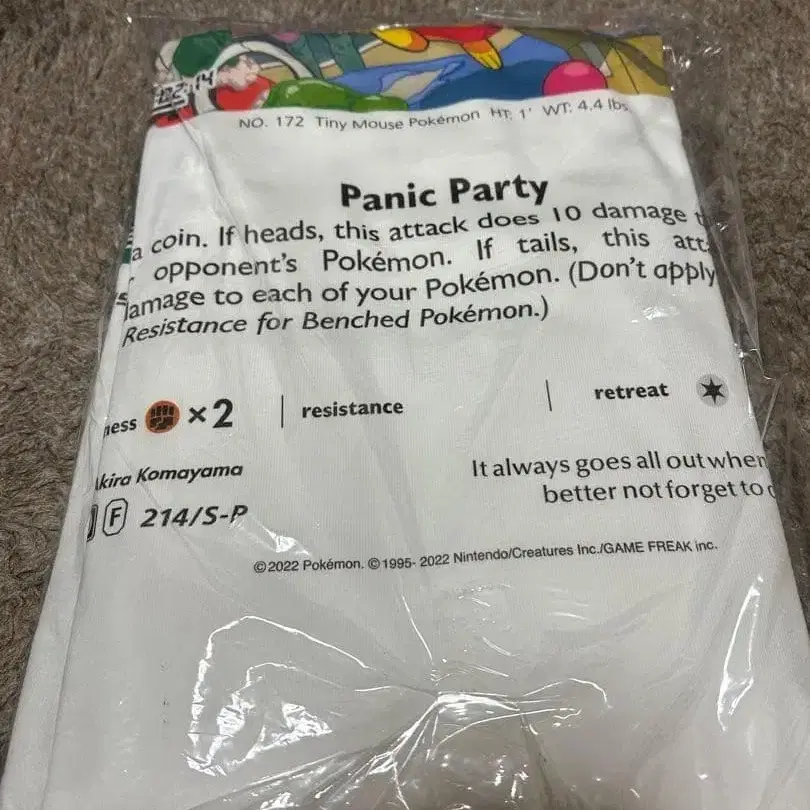 NO. 172 Tiny Mouse Pokémon HT: 1' WT: 4.4 lbs
Panic Party
a coin. If heads, this attack does 10 damage t
opponent's Pokémon. If tails, this att
damage to each of your Pokémon. (Don't apply
Resistance for Benched Pokémon.)
ness ×2 | resistance | retreat
Akira Komayama
It always goes all out when
better not forget to
F 214/S-P
©2022 Pokémon. ©1995- 2022 Nintendo/Creatures Inc./GAME FREAK inc.